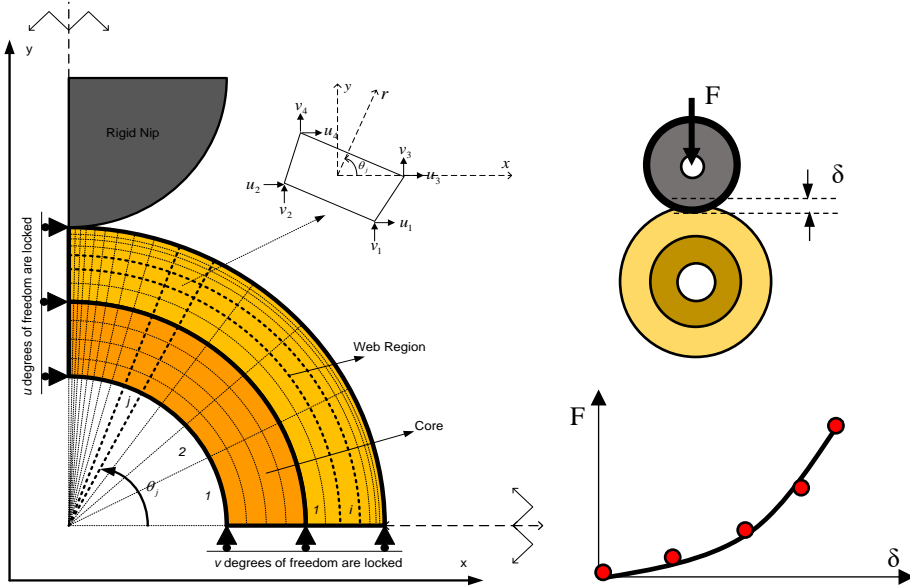 y
Rigid Nip
y
r
v4
u4
θj
v3
x
u3
u2
v2
u1
v1
F
δ
u degrees of freedom are locked
Web Region
Core
j
2
θj
1
1
i
v degrees of freedom are locked
x
F
δ